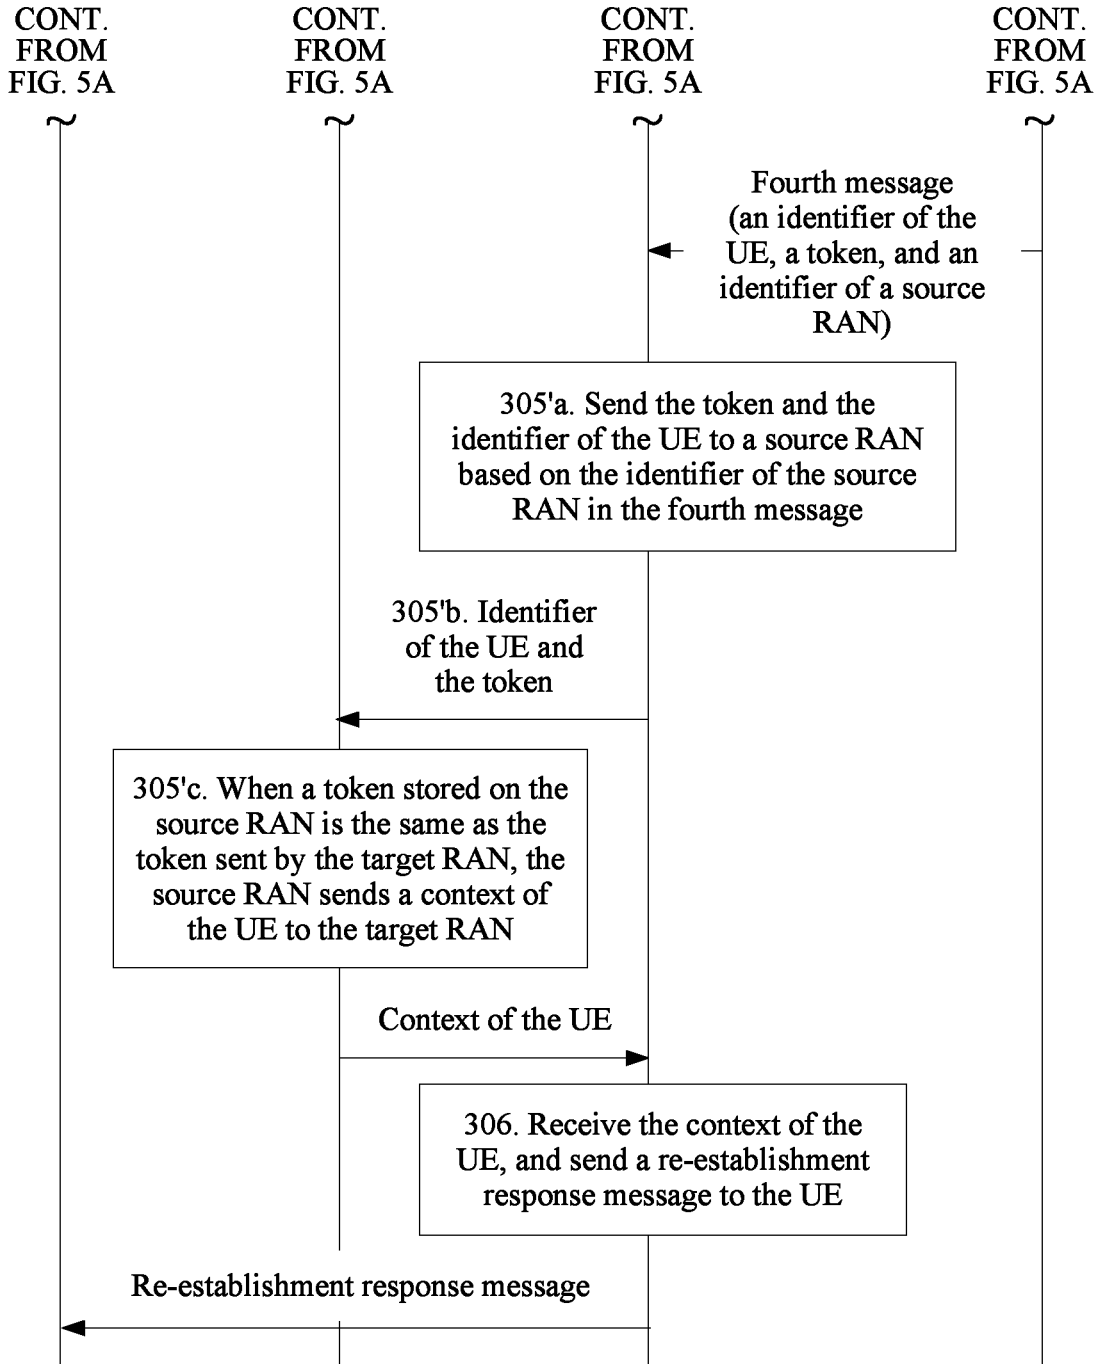 CONT.
FROM
FIG. 5A
CONT.
FROM
FIG. 5A
CONT.
FROM
FIG. 5A
CONT.
FROM
FIG. 5A
Fourth message
(an identifier of the
UE, a token, and an
identifier of a source
RAN)
305'a. Send the token and the
identifier of the UE to a source RAN
based on the identifier of the source
RAN in the fourth message
305'b. Identifier
of the UE and
the token
305'c. When a token stored on the
source RAN is the same as the
token sent by the target RAN, the
source RAN sends a context of
the UE to the target RAN
Context of the UE
306. Receive the context of the
UE, and send a re-establishment
response message to the UE
Re-establishment response message